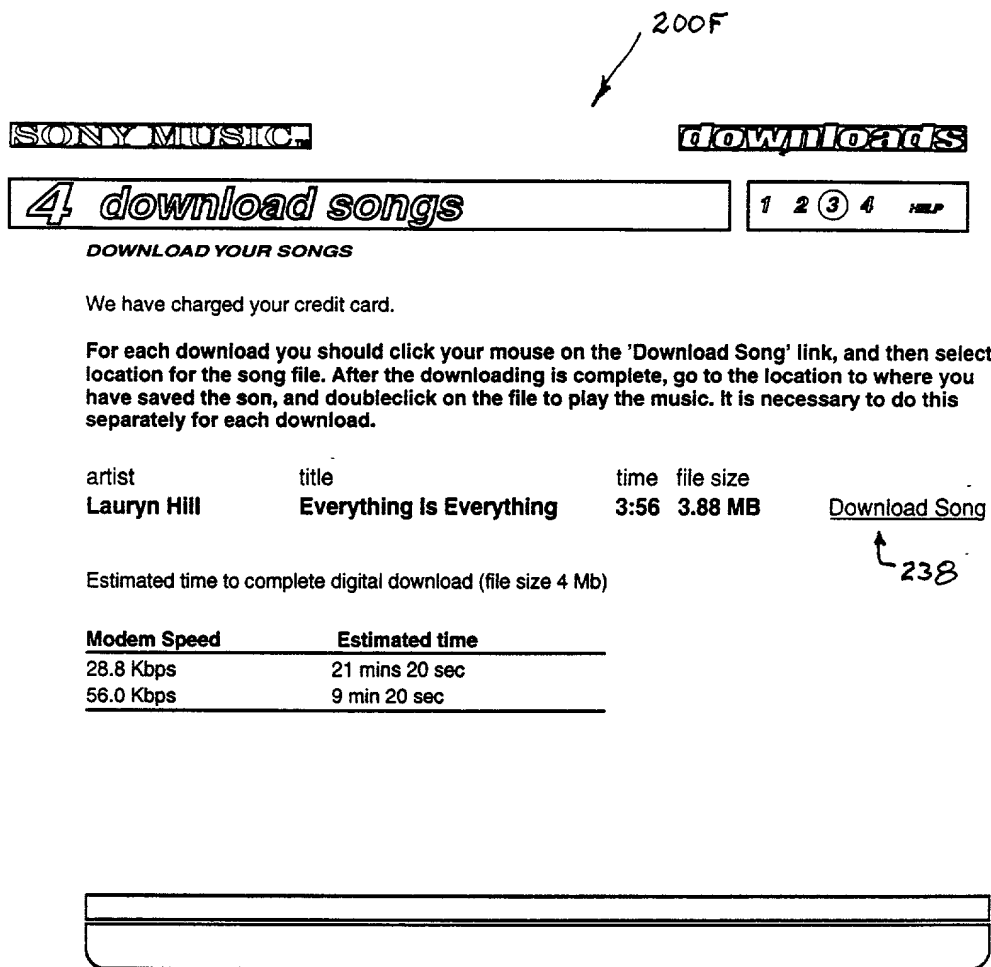 200F
SONY MUSIC™
downloads
4 download songs
1 2 3 4 HELP
DOWNLOAD YOUR SONGS
We have charged your credit card.
For each download you should click your mouse on the 'Download Song' link, and then select
location for the song file. After the downloading is complete, go to the location to where you
have saved the son, and doubleclick on the file to play the music. It is necessary to do this
separately for each download.
artist title time file size
Lauryn Hill Everything Is Everything 3:56 3.88 MB Download Song
238
Estimated time to complete digital download (file size 4 Mb)
Modem Speed Estimated time
28.8 Kbps 21 mins 20 sec
56.0 Kbps 9 min 20 sec